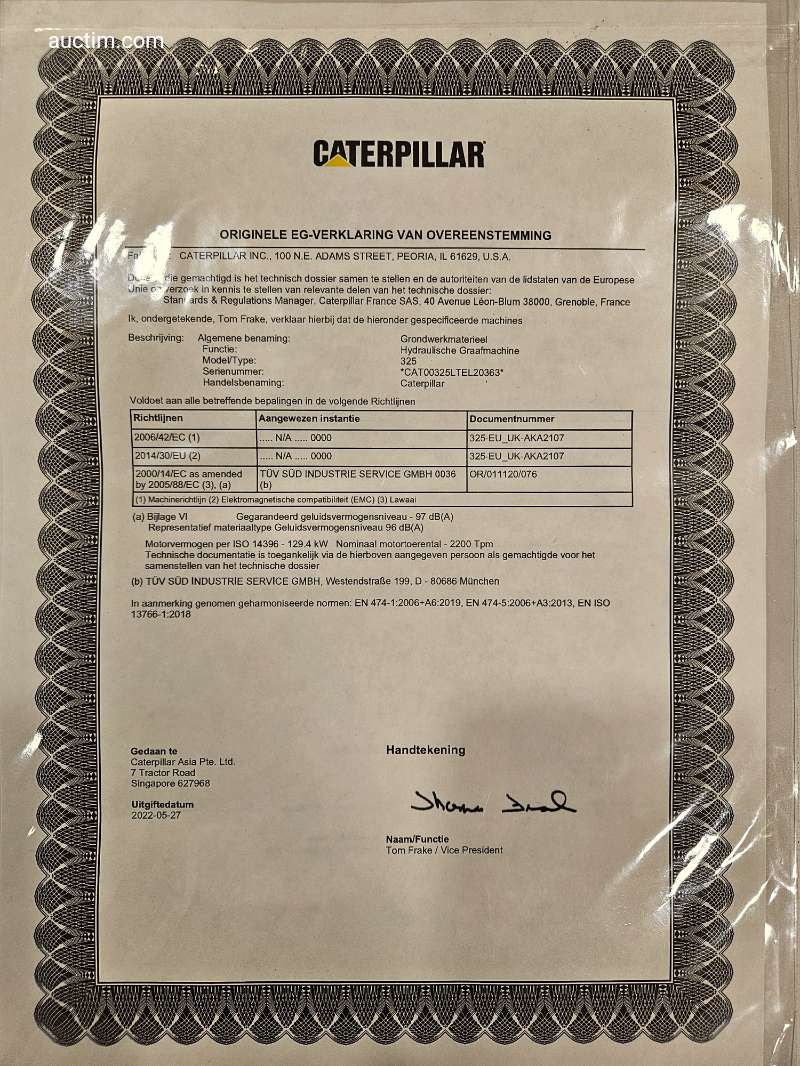 auctim.com
CATERPILLAR
ORIGINELE EG-VERKLARING VAN OVEREENSTEMMING
CATERPILLAR INC., 100 N.E. ADAMS STREET, PEORIA, IL 61629, U.S.A.
die gemachtigd is het technisch dossier samen te stellen en de autoriteiten van de lidstaten van de Europese
Unie op verzoek in kennis te stellen van relevante delen van het technische dossier:
Standards & Regulations Manager, Caterpillar France SAS, 40 Avenue Léon-Blum 38000, Grenoble, France
Ik, ondergetekende, Tom Frake, verklaar hierbij dat de hieronder gespecificeerde machines
Beschrijving: Algemene benaming: Grondwerkmaterieel
Functie: Hydraulische Graafmachine
Model/Type: 325
Serienummer: *CAT00325LTEL20363*
Handelsbenaming: Caterpillar
Voldoet aan alle betreffende bepalingen in de volgende Richtlijnen
Richtlijnen Aangewezen instantie Documentnummer
2006/42/EC (1) ..... N/A ..... 0000 325-EU_UK-AKA2107
2014/30/EU (2) ..... N/A ..... 0000 325-EU_UK-AKA2107
2000/14/EC as amended TÜV SÜD INDUSTRIE SERVICE GMBH 0036 OR/011120/076
by 2005/88/EC (3), (a) (b)
(1) Machinerichtlijn (2) Elektromagnetische compatibiliteit (EMC) (3) Lawaai
(a) Bijlage VI Gegarandeerd geluidsvermogensniveau - 97 dB(A)
Representatief materiaaltype Geluidsvermogensniveau 96 dB(A)
Motorvermogen per ISO 14396 - 129.4 kW Nominaal motortoerental - 2200 Tpm
Technische documentatie is toegankelijk via de hierboven aangegeven persoon als gemachtigde voor het
samenstellen van het technische dossier
(b) TÜV SÜD INDUSTRIE SERVICE GMBH, Westendstraße 199, D - 80686 München
In aanmerking genomen geharmoniseerde normen: EN 474-1:2006+A6:2019, EN 474-5:2006+A3:2013, EN ISO
13766-1:2018
Gedaan te Handtekening
Caterpillar Asia Pte. Ltd.
7 Tractor Road
Singapore 627968
Uitgiftedatum
2022-05-27
Naam/Functie
Tom Frake / Vice President